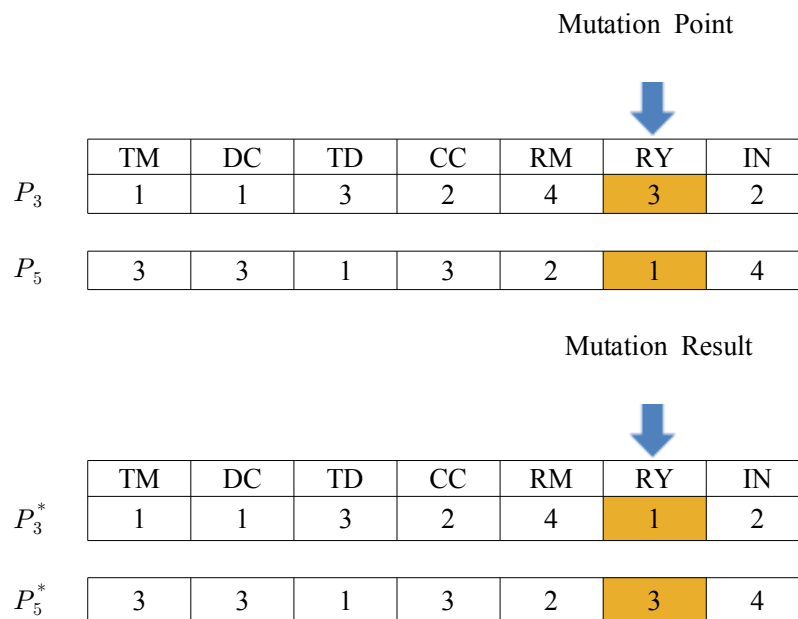 Mutation Point
TM DC TD CC RM RY IN
P₃ 1 1 3 2 4 3 2
P₅ 3 3 1 3 2 1 4
Mutation Result
TM DC TD CC RM RY IN
P₃* 1 1 3 2 4 1 2
P₅* 3 3 1 3 2 3 4